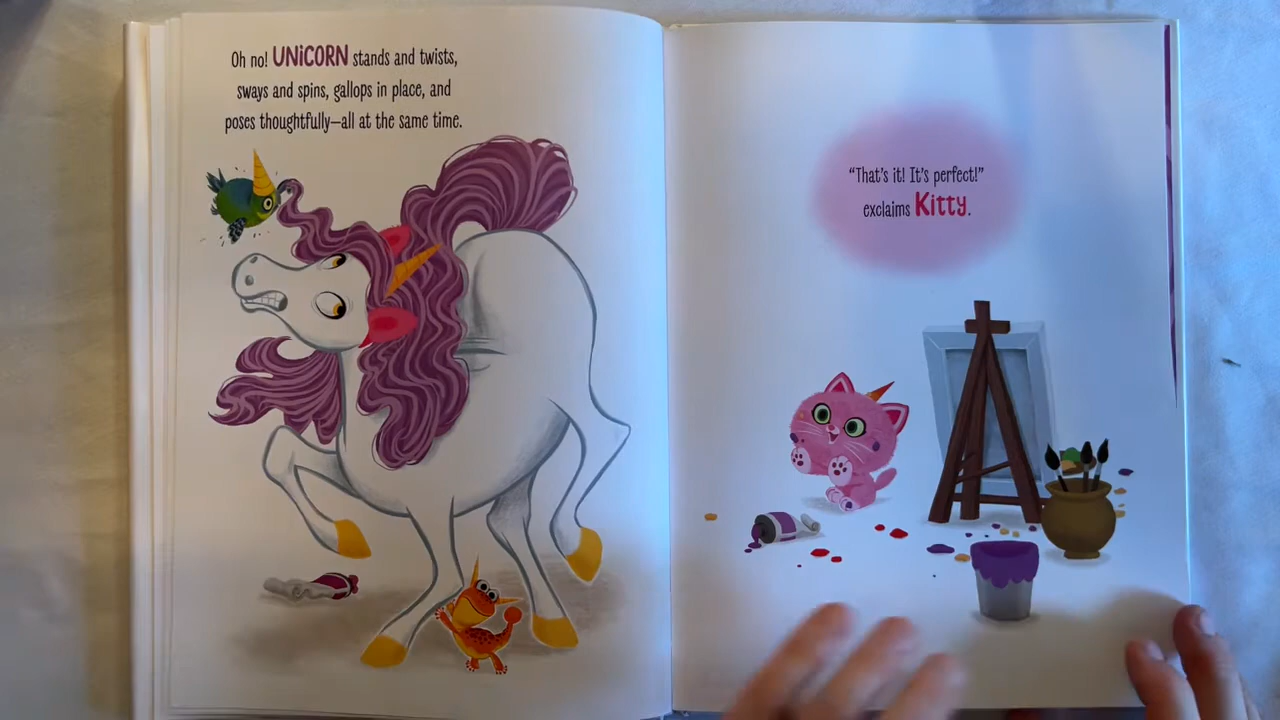 Oh no! UNiCORN stands and twists,
sways and spins, gallops in place, and
poses thoughtfully—all at the same time.
“That’s it! It’s perfect!”
exclaims Kitty.